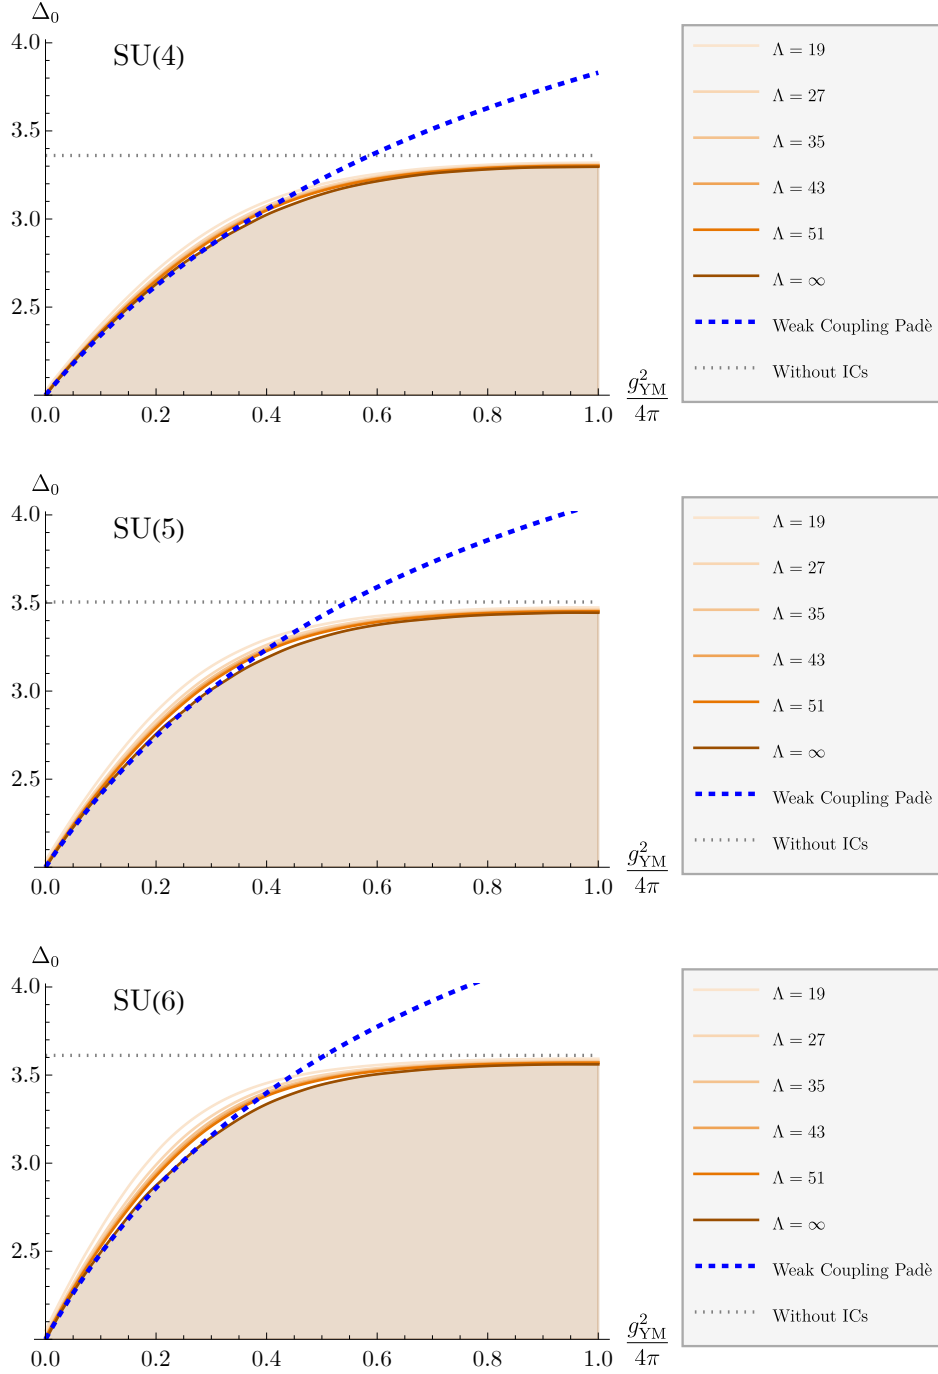 Δ₀
4.0
SU(4)
3.5
3.0
2.5
0.0 0.2 0.4 0.6 0.8 1.0
g²_YM
4π
Λ = 19
Λ = 27
Λ = 35
Λ = 43
Λ = 51
Λ = ∞
Weak Coupling Padè
Without ICs
Δ₀
4.0
SU(5)
3.5
3.0
2.5
0.0 0.2 0.4 0.6 0.8 1.0
g²_YM
4π
Λ = 19
Λ = 27
Λ = 35
Λ = 43
Λ = 51
Λ = ∞
Weak Coupling Padè
Without ICs
Δ₀
4.0
SU(6)
3.5
3.0
2.5
0.0 0.2 0.4 0.6 0.8 1.0
g²_YM
4π
Λ = 19
Λ = 27
Λ = 35
Λ = 43
Λ = 51
Λ = ∞
Weak Coupling Padè
Without ICs